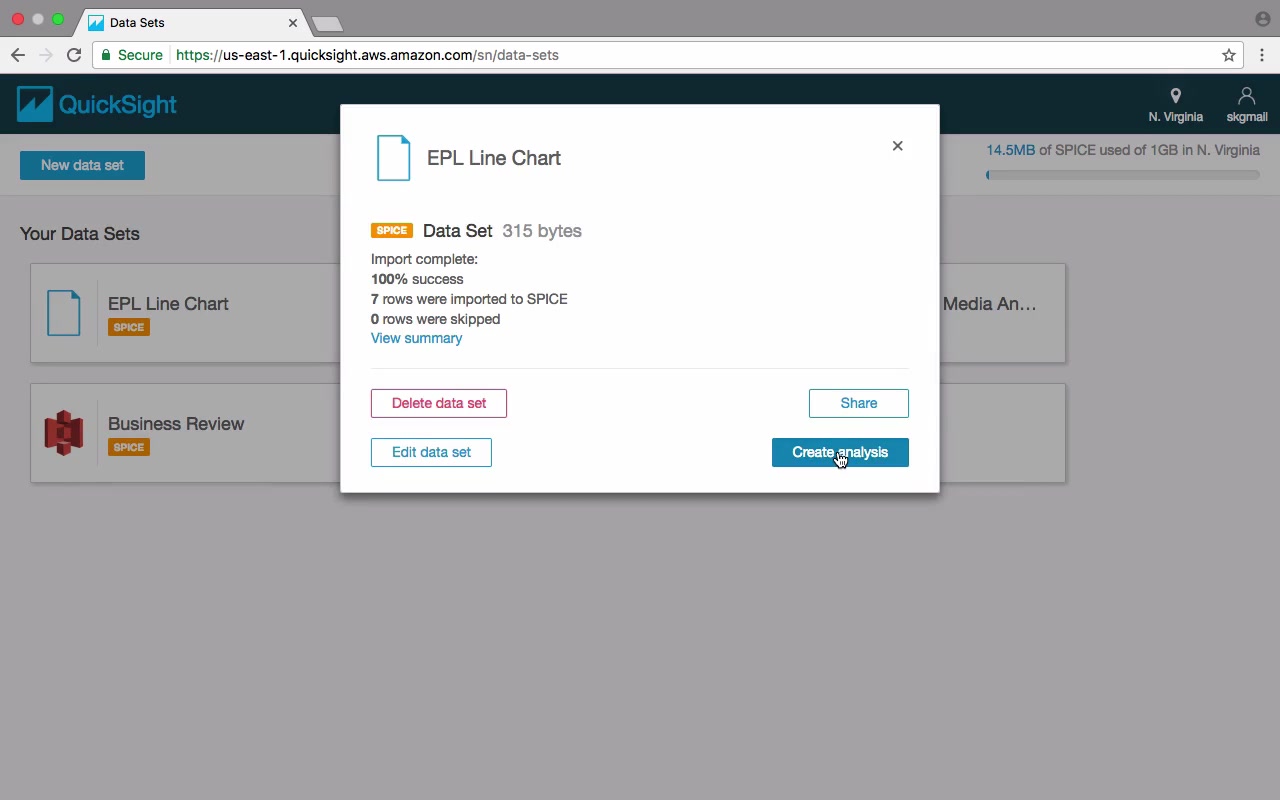 Data Sets
Secure https://us-east-1.quicksight.aws.amazon.com/sn/data-sets
QuickSight
N. Virginia
skgmail
New data set
14.5MB of SPICE used of 1GB in N. Virginia
Your Data Sets
EPL Line Chart
SPICE
Media An...
Business Review
SPICE
EPL Line Chart
SPICE Data Set 315 bytes
Import complete:
100% success
7 rows were imported to SPICE
0 rows were skipped
View summary
Delete data set
Share
Edit data set
Create analysis